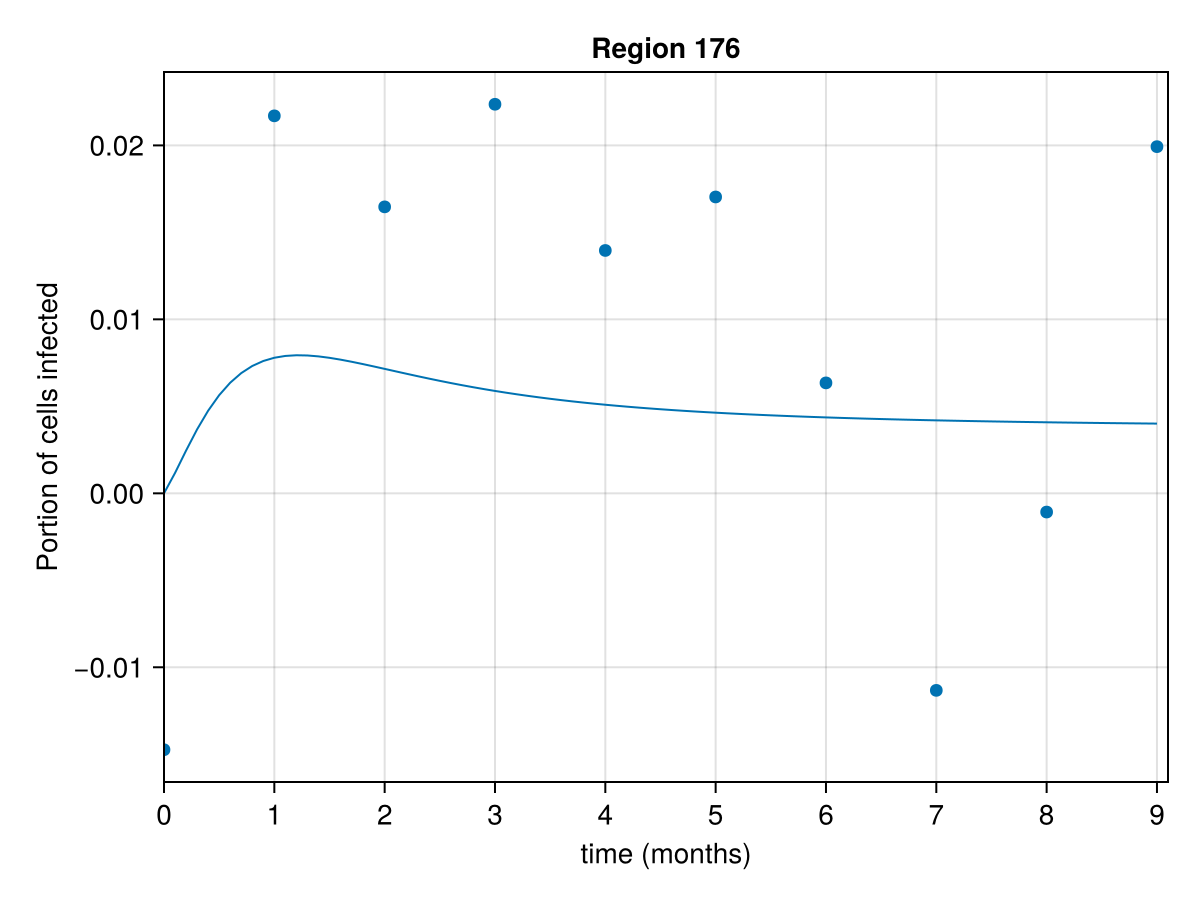 Region 176
Portion of cells infected
0.02
0.01
0.00
−0.01
0 1 2 3 4 5 6 7 8 9
time (months)